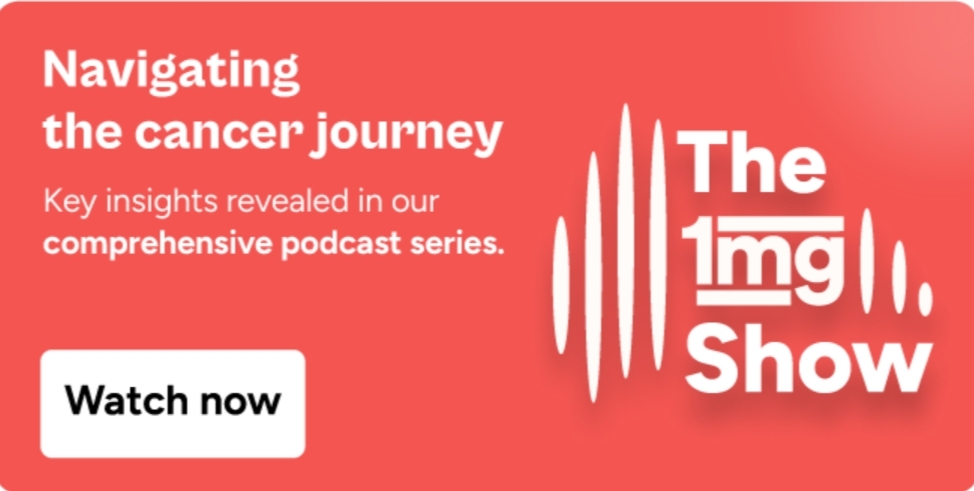 Navigating
the cancer journey
Key insights revealed in our
comprehensive podcast series.
Watch now
The
1mg
Show